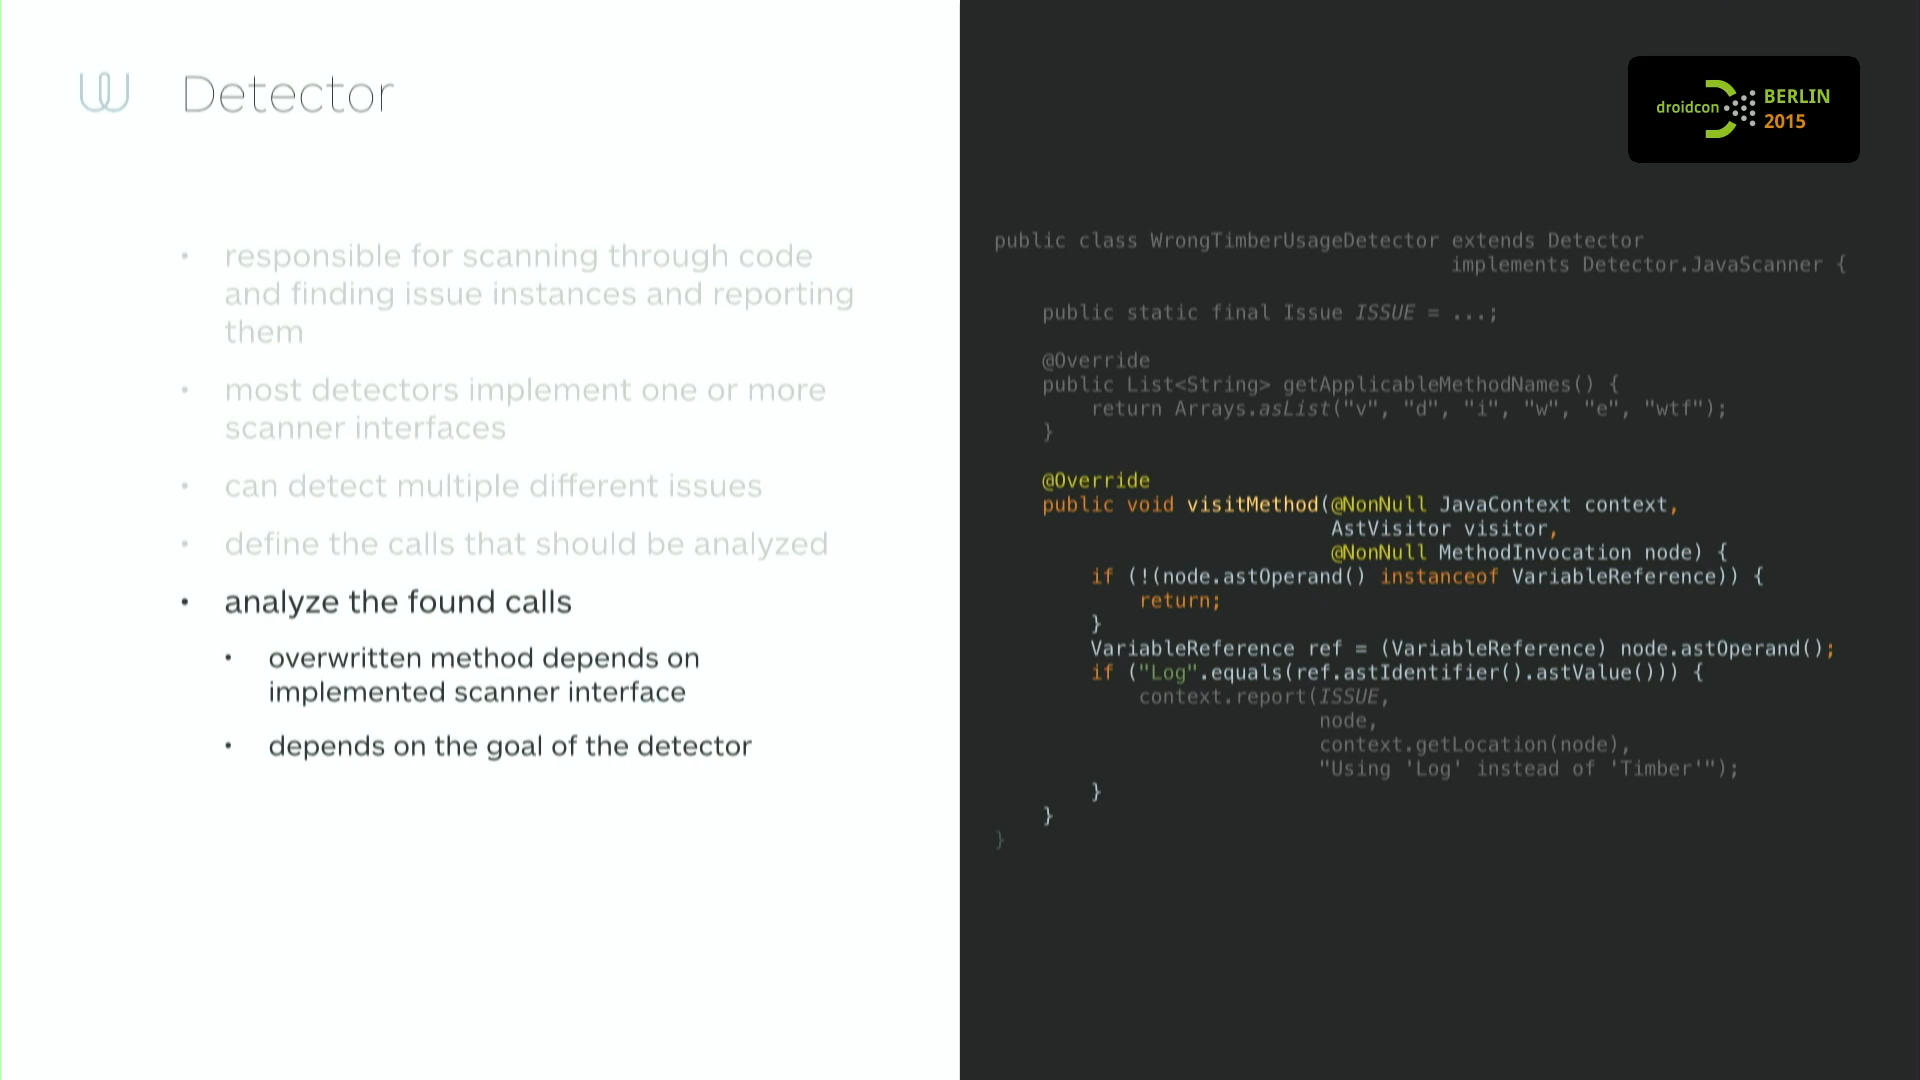 Detector
• responsible for scanning through code
and finding issue instances and reporting
them
• most detectors implement one or more
scanner interfaces
• can detect multiple different issues
• define the calls that should be analyzed
• analyze the found calls
• overwritten method depends on
implemented scanner interface
• depends on the goal of the detector
droidcon
BERLIN
2015
public class WrongTimberUsageDetector extends Detector
implements Detector.JavaScanner {
public static final Issue ISSUE = ...;
@Override
public List<String> getApplicableMethodNames() {
return Arrays.asList("v", "d", "i", "w", "e", "wtf");
}
@Override
public void visitMethod(@NonNull JavaContext context,
AstVisitor visitor,
@NonNull MethodInvocation node) {
if (!(node.astOperand() instanceof VariableReference)) {
return;
}
VariableReference ref = (VariableReference) node.astOperand();
if ("Log".equals(ref.astIdentifier().astValue())) {
context.report(ISSUE,
node,
context.getLocation(node),
"Using 'Log' instead of 'Timber'");
}
}
}